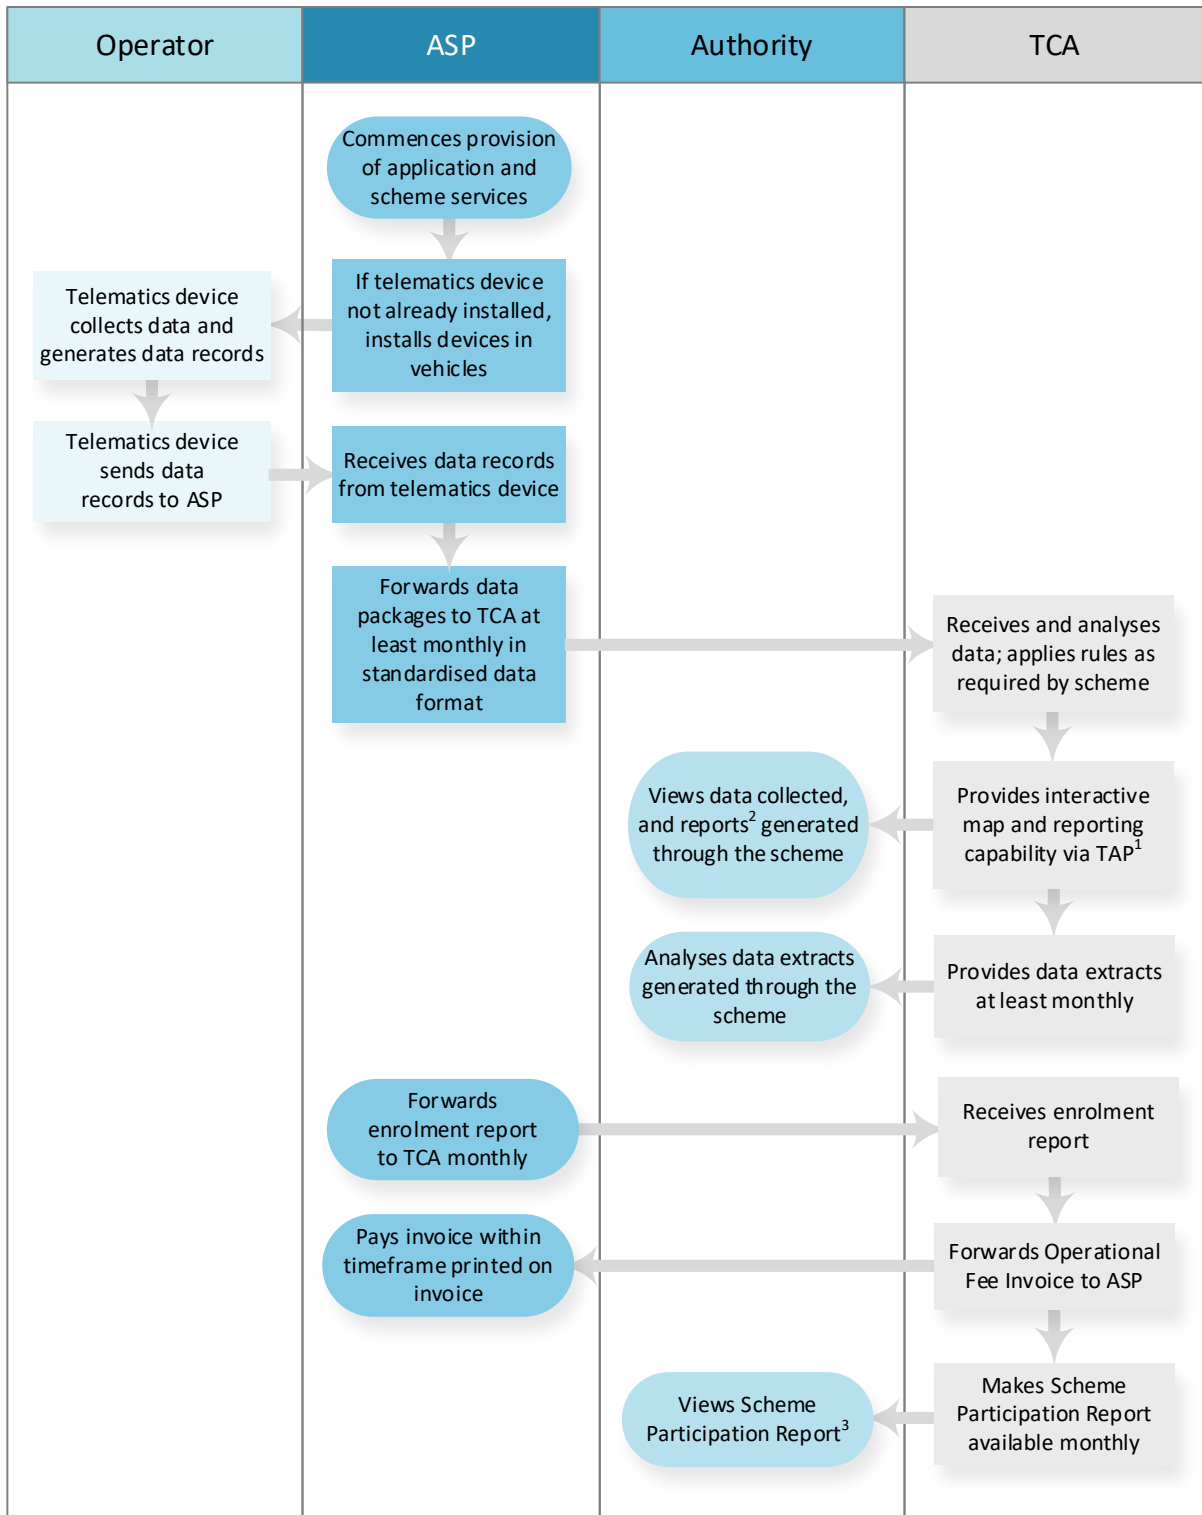 Operator
ASP
Authority
TCA
Commences provision
of application and
scheme services
If telematics device
not already installed,
installs devices in
vehicles
Telematics device
collects data and
generates data records
Telematics device
sends data
records to ASP
Receives data records
from telematics device
Forwards data
packages to TCA at
least monthly in
standardised data
format
Receives and analyses
data; applies rules as
required by scheme
Provides interactive
map and reporting
capability via TAP¹
Views data collected,
and reports² generated
through the scheme
Provides data extracts
at least monthly
Analyses data extracts
generated through the
scheme
Forwards
enrolment report
to TCA monthly
Receives enrolment
report
Forwards Operational
Fee Invoice to ASP
Pays invoice within
timeframe printed on
invoice
Makes Scheme
Participation Report
available monthly
Views Scheme
Participation Report³